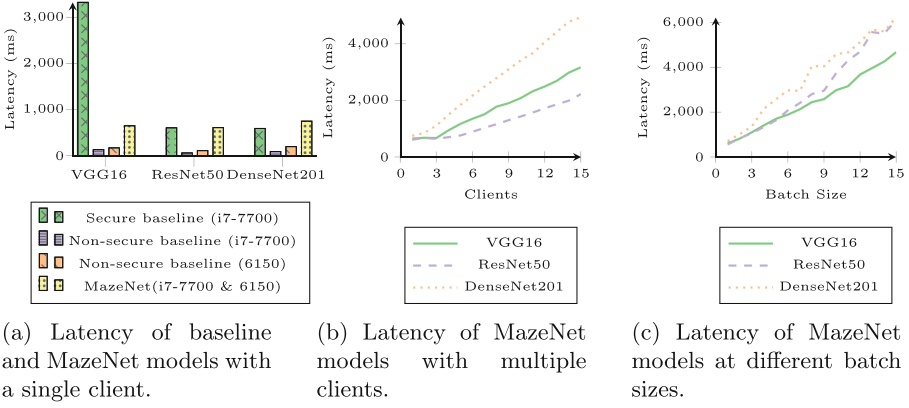 Latency (ms)
3,000
2,000
1,000
0
VGG16 ResNet50 DenseNet201
Secure baseline (i7-7700)
Non-secure baseline (i7-7700)
Non-secure baseline (6150)
MazeNet(i7-7700 & 6150)
(a) Latency of baseline
and MazeNet models with
a single client.
Latency (ms)
4,000
2,000
0
0 3 6 9 12 15
Clients
VGG16
ResNet50
DenseNet201
(b) Latency of MazeNet
models with multiple
clients.
Latency (ms)
6,000
4,000
2,000
0
0 3 6 9 12 15
Batch Size
VGG16
ResNet50
DenseNet201
(c) Latency of MazeNet
models at different batch
sizes.